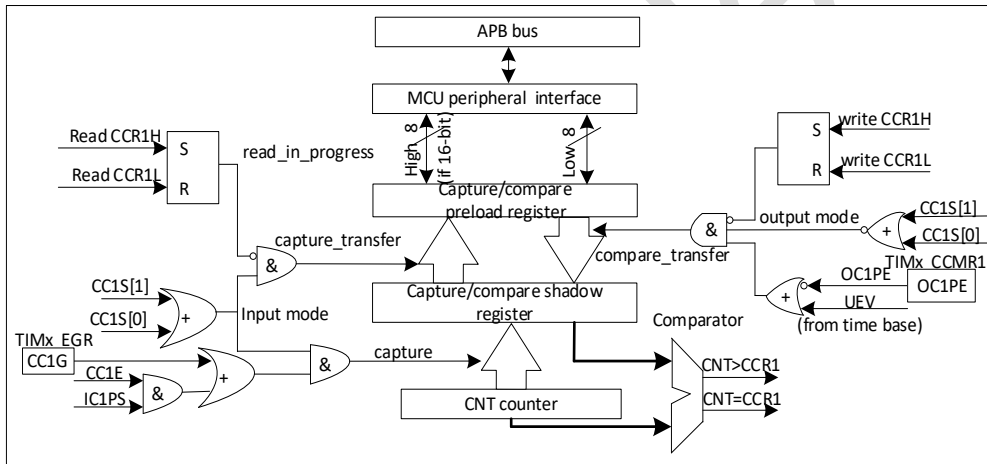 APB bus
MCU peripheral interface
Read CCR1H
Read CCR1L
S
R
read_in_progress
High 8
(if 16-bit)
Low 8
S
R
write CCR1H
write CCR1L
Capture/compare
preload register
capture_transfer
&
compare_transfer
&
output mode
+
CC1S[1]
CC1S[0]
TIMx_CCMR1
OC1PE
OC1PE
UEV
+
(from time base)
CC1S[1]
CC1S[0]
+
Input mode
Capture/compare shadow
register
Comparator
TIMx_EGR
CC1G
CC1E
IC1PS
&
+
&
capture
CNT counter
CNT>CCR1
CNT=CCR1